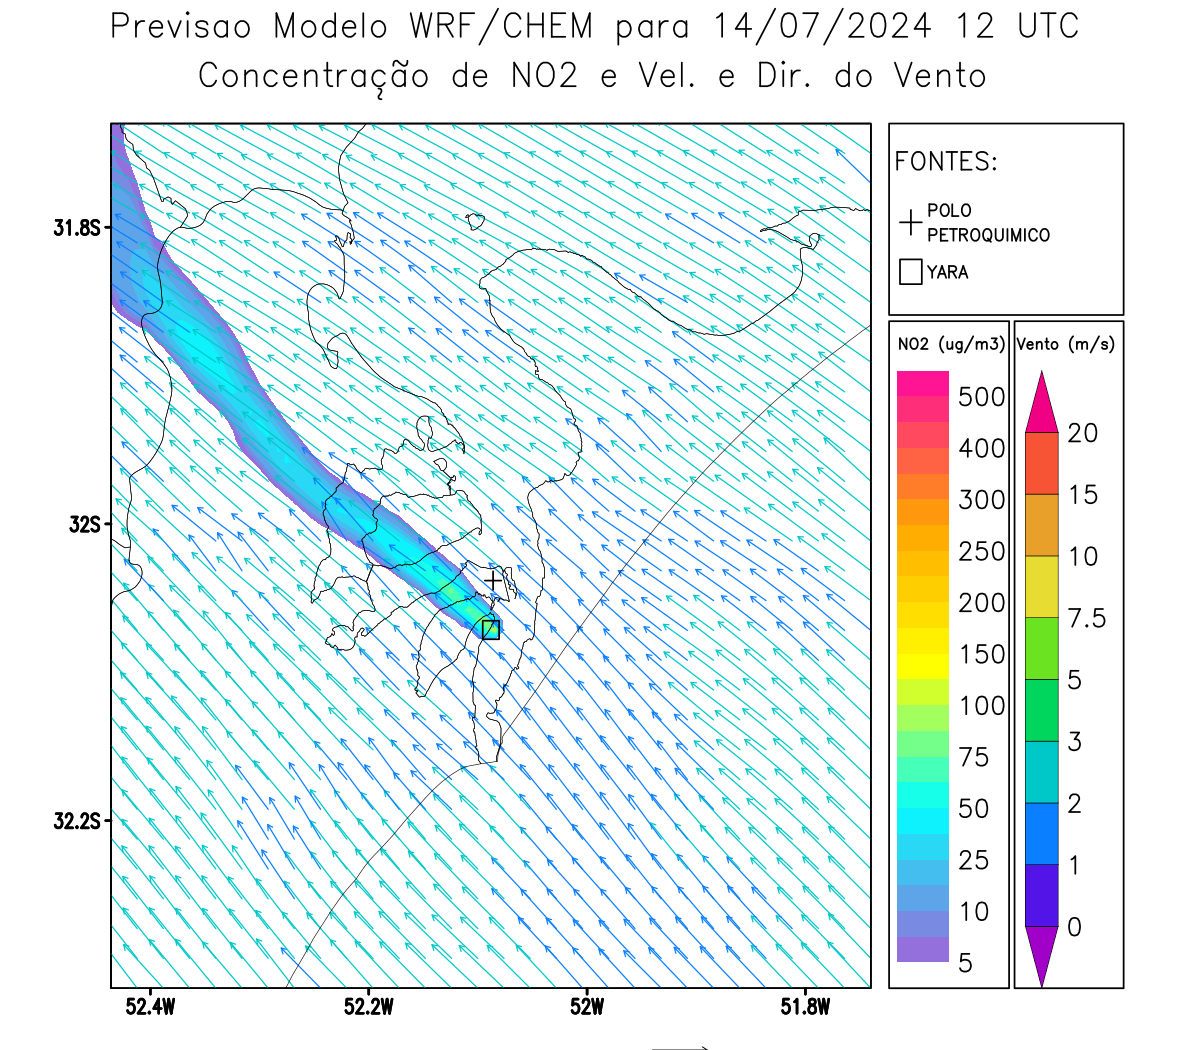 Previsao Modelo WRF/CHEM para 14/07/2024 12 UTC
Concentração de NO2 e Vel. e Dir. do Vento
FONTES:
POLO
PETROQUIMICO
YARA
NO2 (ug/m3)
500
400
300
250
200
150
100
75
50
25
10
5
Vento (m/s)
20
15
10
7.5
5
3
2
1
0
31.8S
32S
32.2S
52.4W
52.2W
52W
51.8W